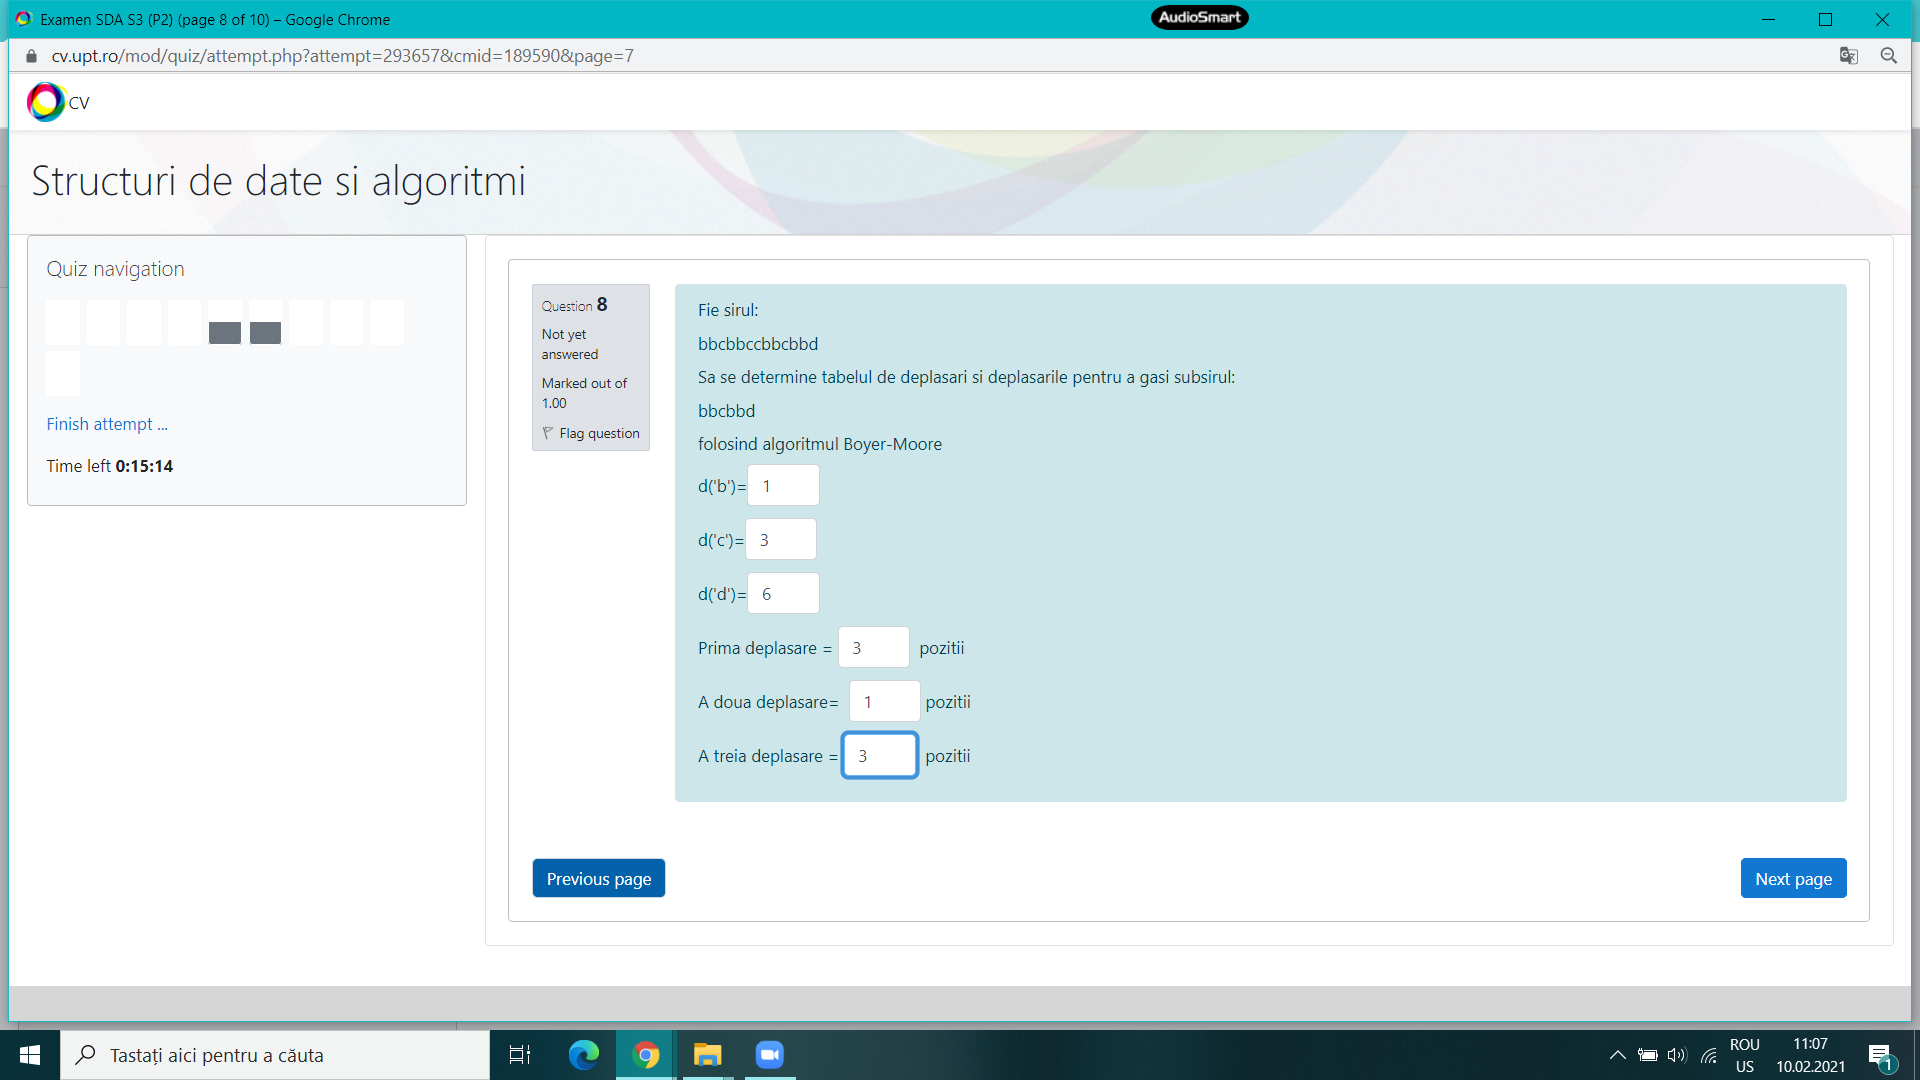 Examen SDA S3 (P2) (page 8 of 10) – Google Chrome
AudioSmart
cv.upt.ro/mod/quiz/attempt.php?attempt=293657&cmid=189590&page=7
CV
Structuri de date si algoritmi
Quiz navigation
Finish attempt ...
Time left 0:15:14
Question 8
Not yet
answered
Marked out of
1.00
Flag question
Fie sirul:
bbcbbccbbcbbd
Sa se determine tabelul de deplasari si deplasarile pentru a gasi subsirul:
bbcbbd
folosind algoritmul Boyer-Moore
d('b')= 1
d('c')= 3
d('d')= 6
Prima deplasare = 3 pozitii
A doua deplasare= 1 pozitii
A treia deplasare = 3 pozitii
Previous page
Next page
Tastați aici pentru a căuta
ROU
US
11:07
10.02.2021
1